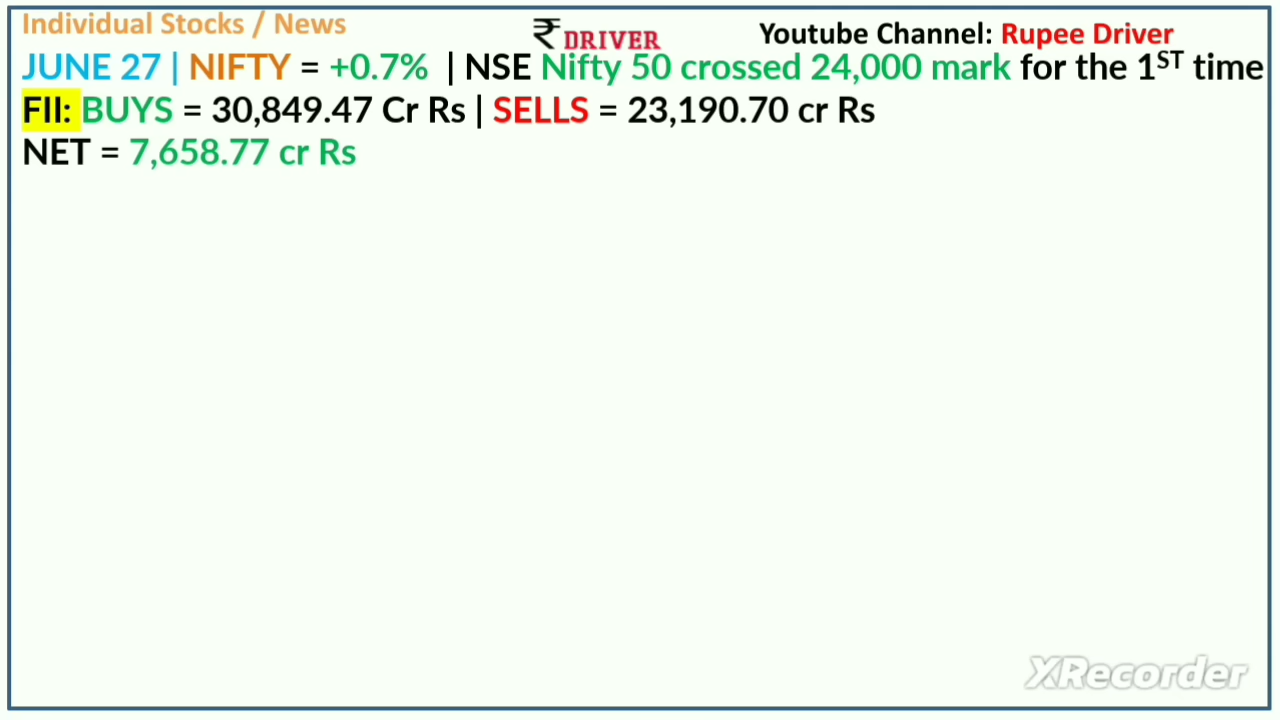 Individual Stocks / News
₹ DRIVER
Youtube Channel: Rupee Driver
JUNE 27 | NIFTY = +0.7% | NSE Nifty 50 crossed 24,000 mark for the 1ST time
FII: BUYS = 30,849.47 Cr Rs | SELLS = 23,190.70 cr Rs
NET = 7,658.77 cr Rs
XRecorder